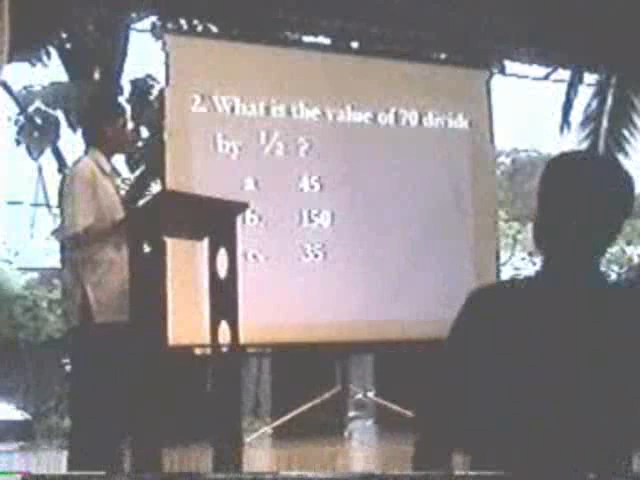 2. What is the value of 70 divide
by ½ ?
a 45
b. 150
c. 35